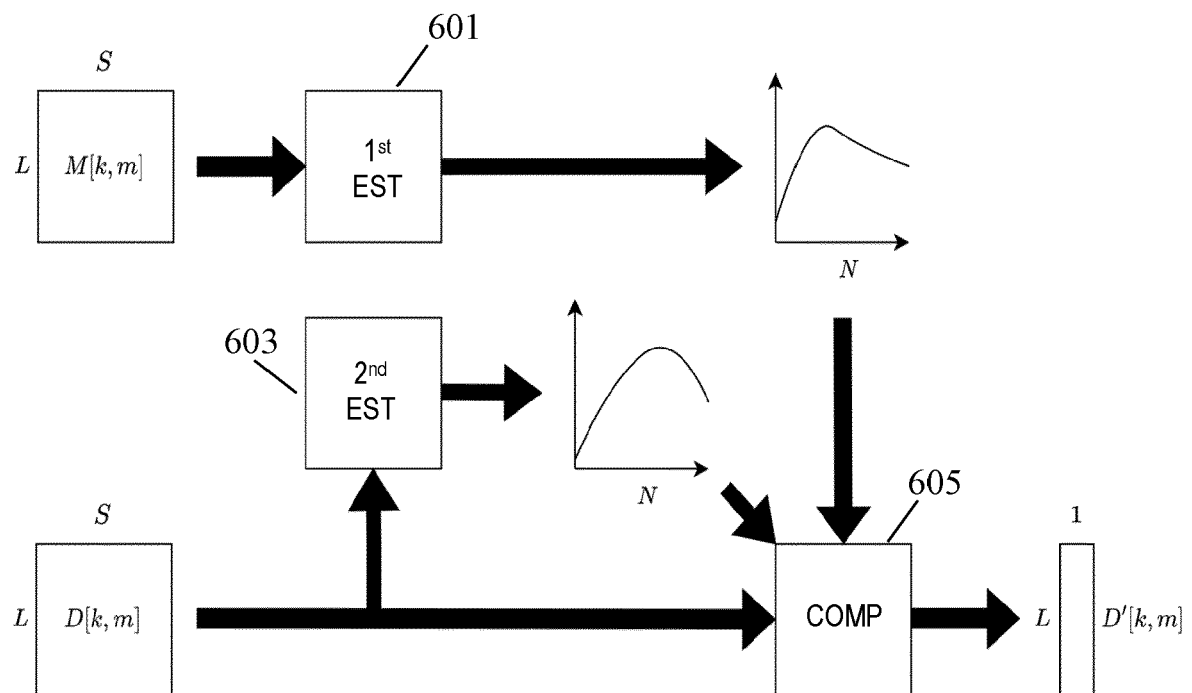 601
S
L
M[k, m]
1st
EST
N
603
2nd
EST
N
605
S
1
L
D[k, m]
COMP
L
D′[k, m]